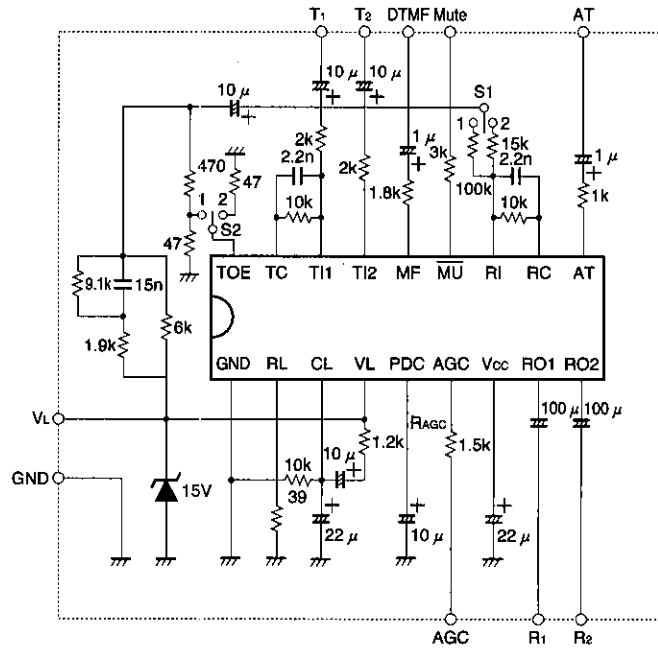 T1 T2 DTMF Mute AT
10 μ 10 μ 10 μ S1
1 2
2k 1 μ 15k 1 μ
2.2n 3k 2.2n
470 47 2k 1.8k 100k 1k
1 2 10k 10k
S2
47
TOE TC TI1 TI2 MF MU RI RC AT
9.1k 15n 6k
1.9k
GND RL CL VL PDC AGC Vcc RO1 RO2
100 μ 100 μ
VL RAGC
1.2k 1.5k
10 μ
10k
GND 15V 39
22 μ 10 μ 22 μ
AGC R1 R2